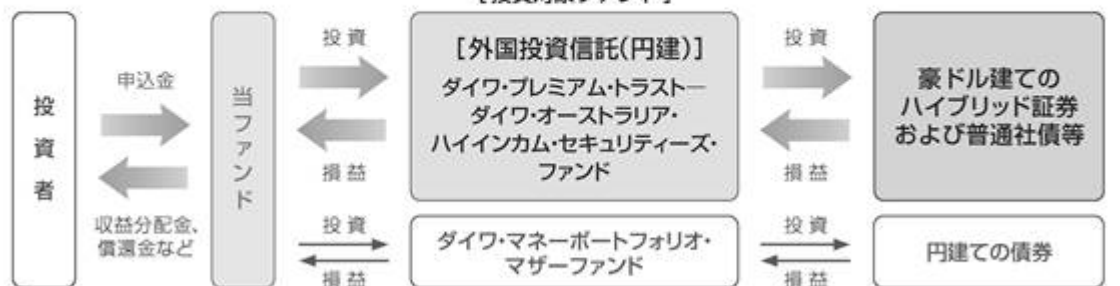 [投資対象ファンド]
投資者
申込金
収益分配金、
償還金など
当ファンド
投資
損益
[外国投資信託(円建)]
ダイワ・プレミアム・トラスト―
ダイワ・オーストラリア・
ハイインカム・セキュリティーズ・
ファンド
投資
損益
豪ドル建ての
ハイブリッド証券
および普通社債等
投資
損益
ダイワ・マネーポートフォリオ・
マザーファンド
投資
損益
円建ての債券